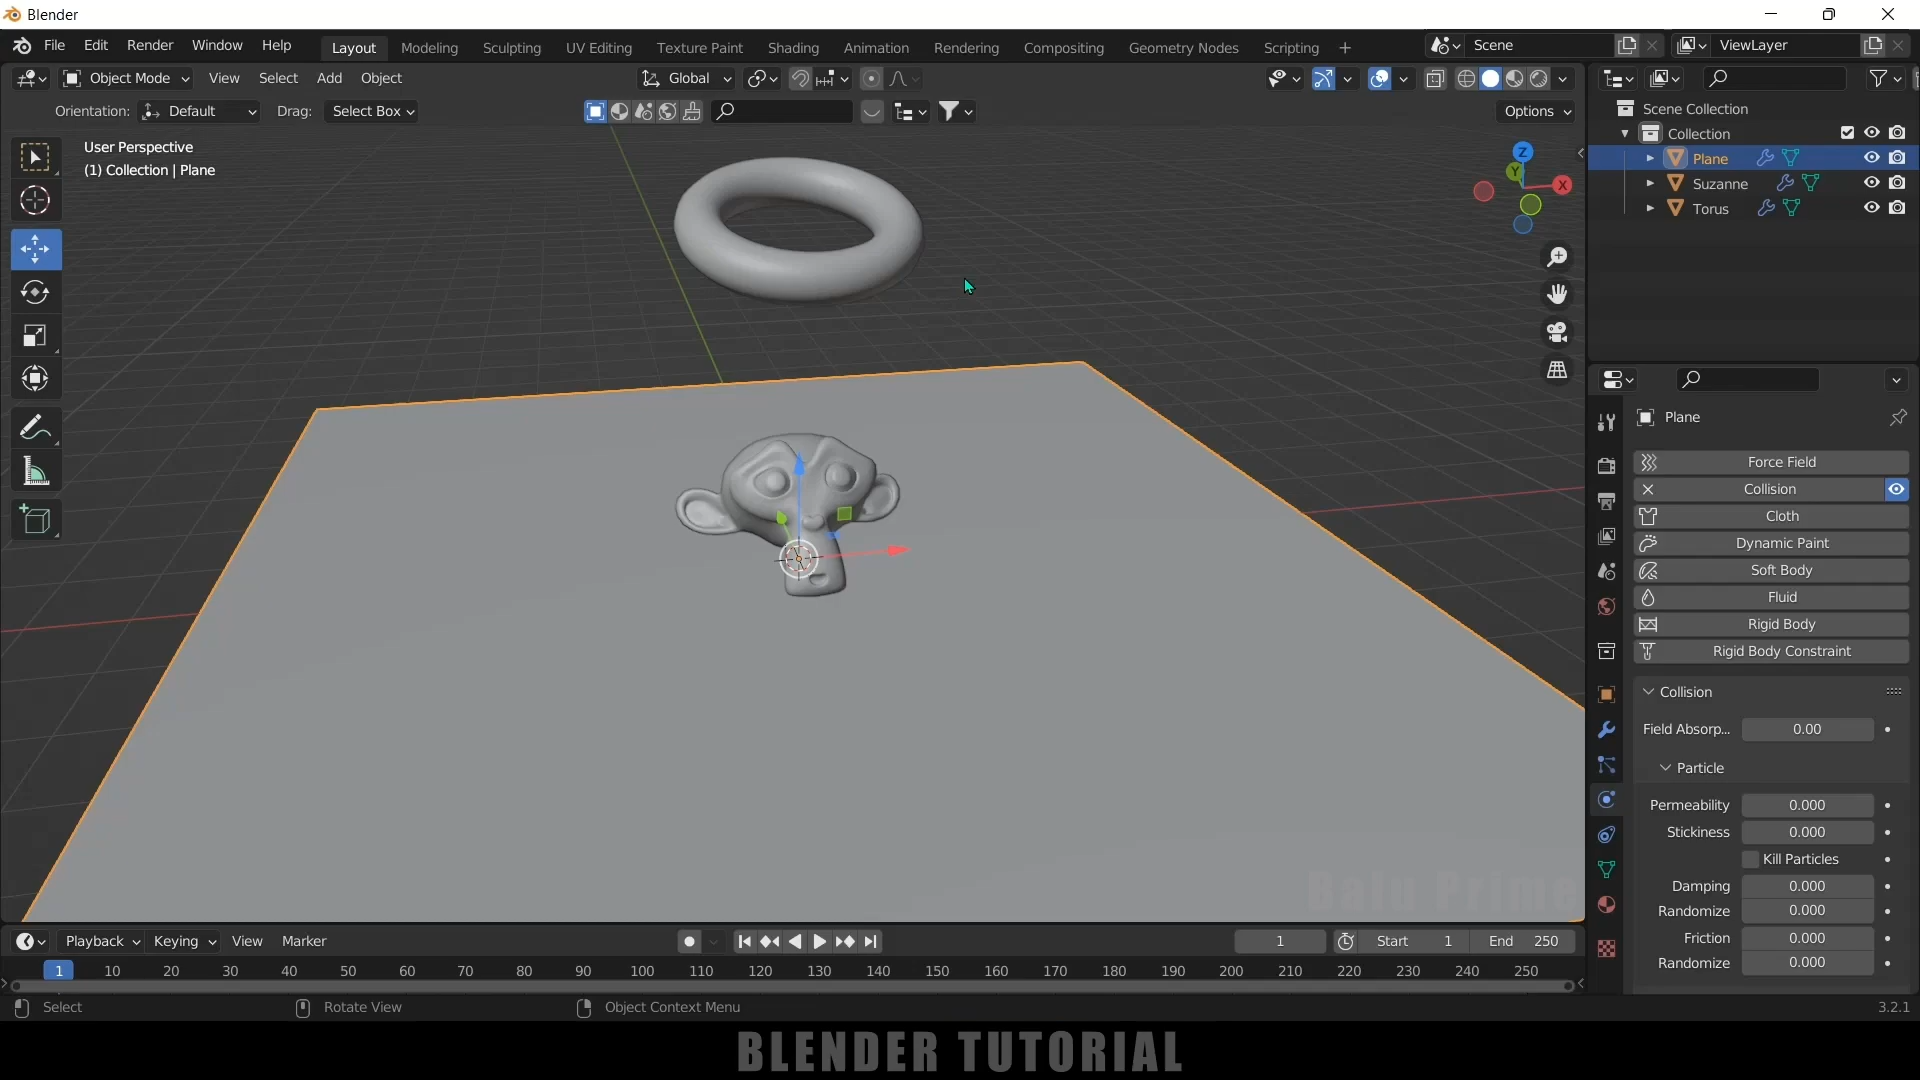 Blender
File Edit Render Window Help Layout Modeling Sculpting UV Editing Texture Paint Shading Animation Rendering Compositing Geometry Nodes Scripting + Scene ViewLayer
Object Mode View Select Add Object Global
Orientation: Default Drag: Select Box Options
User Perspective
(1) Collection | Plane
Z
Y
X
Scene Collection
Collection
Plane
Suzanne
Torus
Plane
Force Field
Collision
Cloth
Dynamic Paint
Soft Body
Fluid
Rigid Body
Rigid Body Constraint
Collision
Field Absorp... 0.00
Particle
Permeability 0.000
Stickiness 0.000
Kill Particles
Damping 0.000
Randomize 0.000
Friction 0.000
Randomize 0.000
Balu Prime
Playback Keying View Marker 1 Start 1 End 250
1 10 20 30 40 50 60 70 80 90 100 110 120 130 140 150 160 170 180 190 200 210 220 230 240 250
Select Rotate View Object Context Menu 3.2.1
BLENDER TUTORIAL